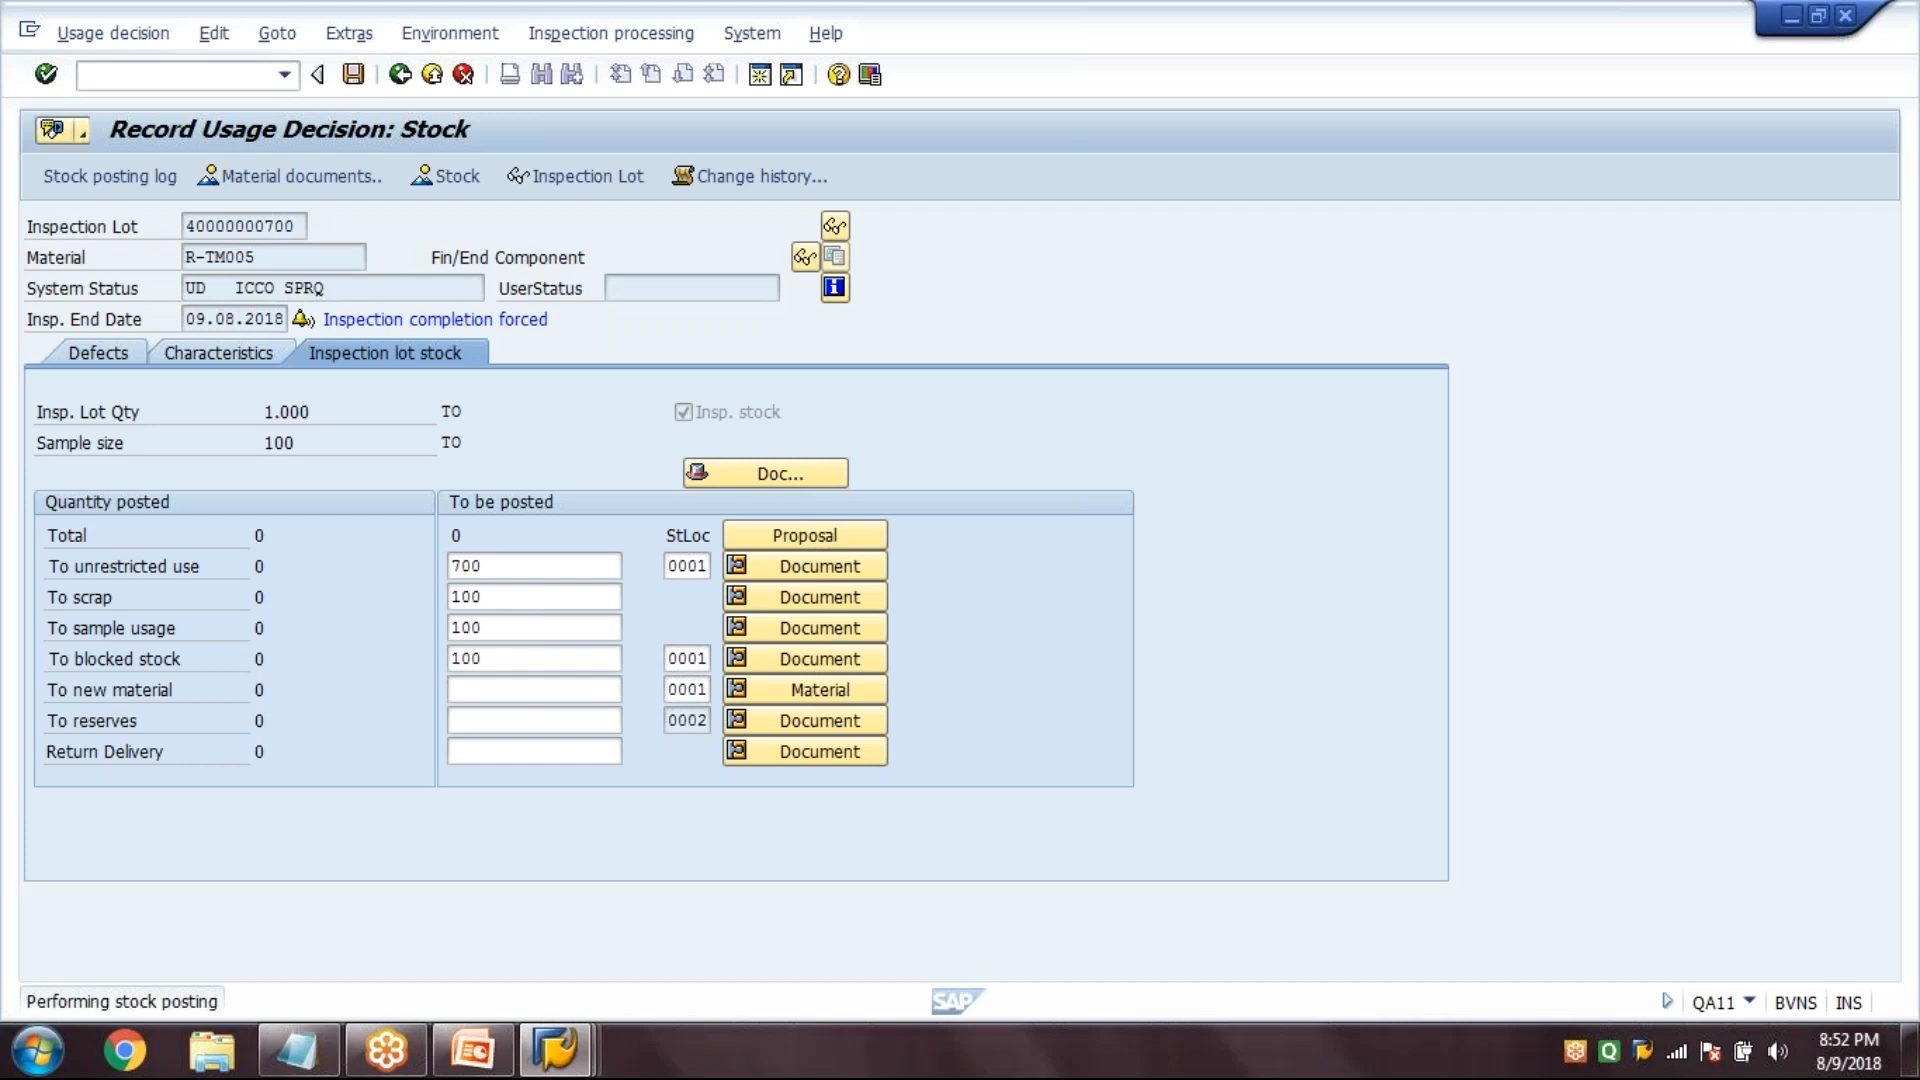 Usage decision Edit Goto Extras Environment Inspection processing System Help
Record Usage Decision: Stock
Stock posting log Material documents.. Stock Inspection Lot Change history...
Inspection Lot 40000000700
Material R-TM005 Fin/End Component
System Status UD ICCO SPRQ UserStatus
Insp. End Date 09.08.2018 Inspection completion forced
Defects Characteristics Inspection lot stock
Insp. Lot Qty 1.000 TO Insp. stock
Sample size 100 TO
Doc...
Quantity posted To be posted
Total 0 0 StLoc Proposal
To unrestricted use 0 700 0001 Document
To scrap 0 100 Document
To sample usage 0 100 Document
To blocked stock 0 100 0001 Document
To new material 0 0001 Material
To reserves 0 0002 Document
Return Delivery 0 Document
Performing stock posting SAP QA11 BVNS INS
8:52 PM
8/9/2018